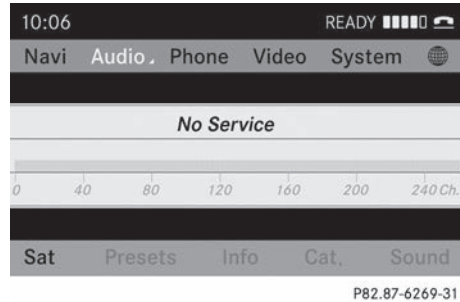 10:06 READY
Navi Audio Phone Video System
No Service
0 40 80 120 160 200 240 Ch.
Sat Presets Info Cat. Sound
P82.87-6269-31